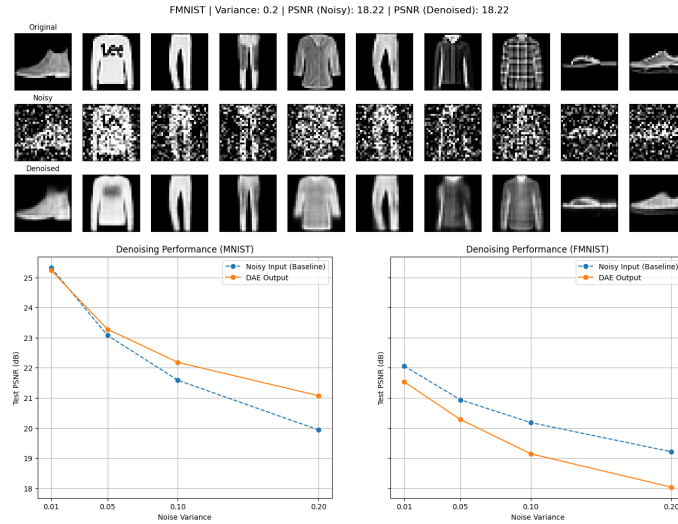 FMNIST | Variance: 0.2 | PSNR (Noisy): 18.22 | PSNR (Denoised): 18.22
Original
Lee
Noisy
Denoised
Denoising Performance (MNIST)
Noisy Input (Baseline)
DAE Output
25
24
23
22
21
20
19
18
Test PSNR (dB)
0.01
0.05
0.10
0.20
Noise Variance
Denoising Performance (FMNIST)
Noisy Input (Baseline)
DAE Output
Test PSNR (dB)
0.01
0.05
0.10
0.20
Noise Variance